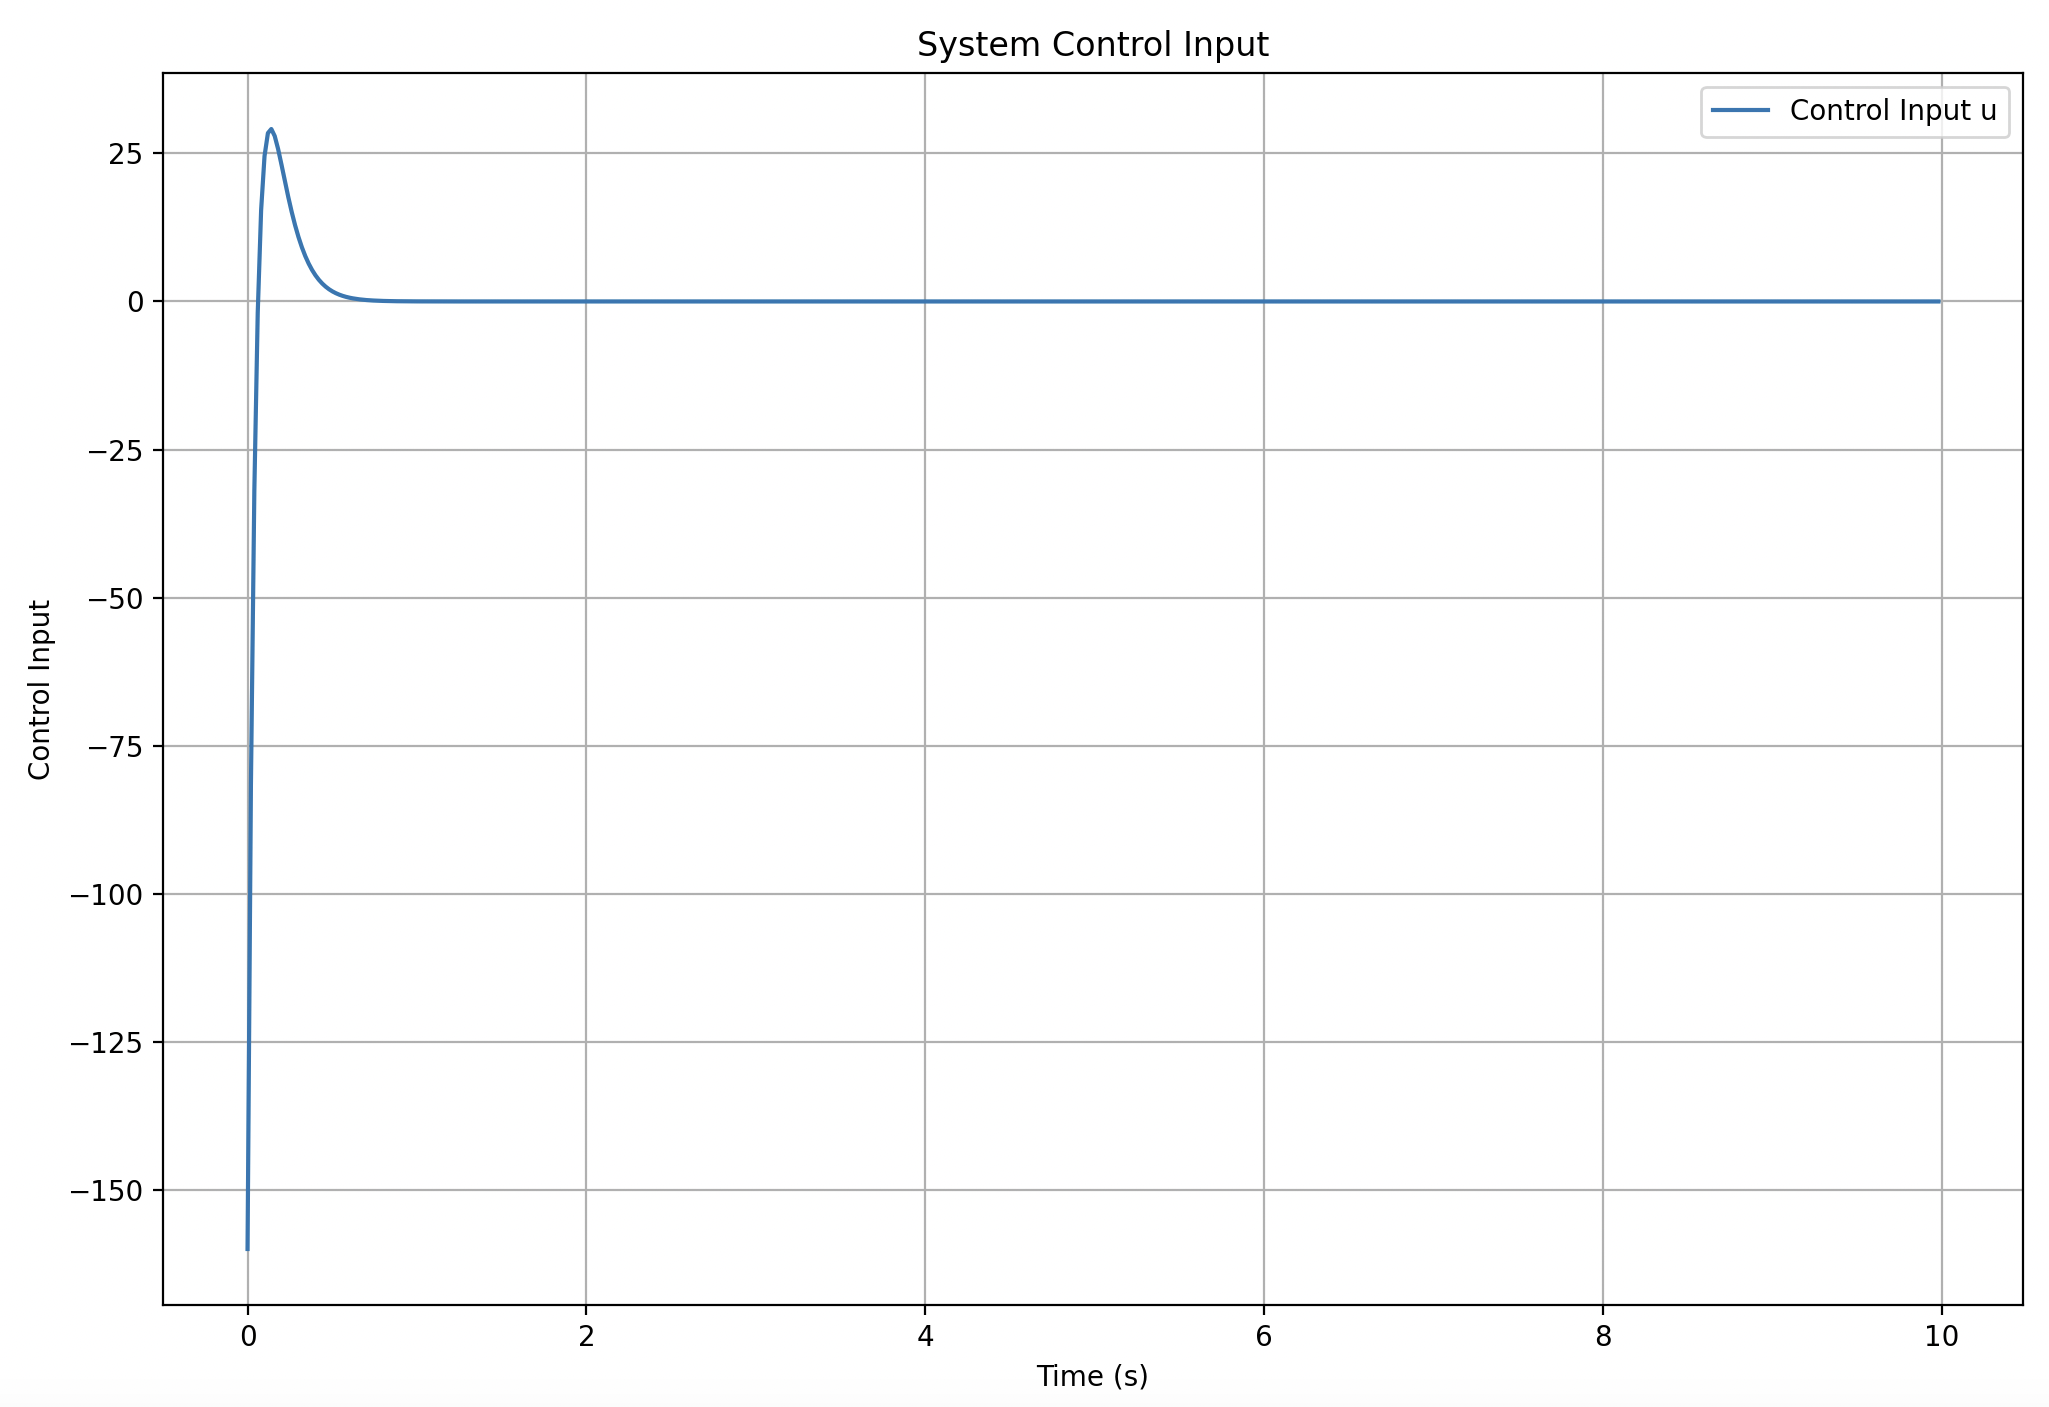 System Control Input
Control Input u
25
0
−25
−50
−75
−100
−125
−150
Control Input
0 2 4 6 8 10
Time (s)